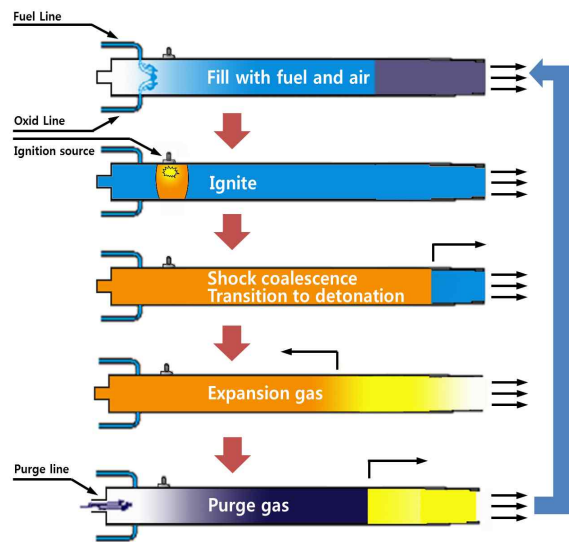 Fuel Line
Fill with fuel and air
Oxid Line
Ignition source
Ignite
Shock coalescence
Transition to detonation
Expansion gas
Purge line
Purge gas